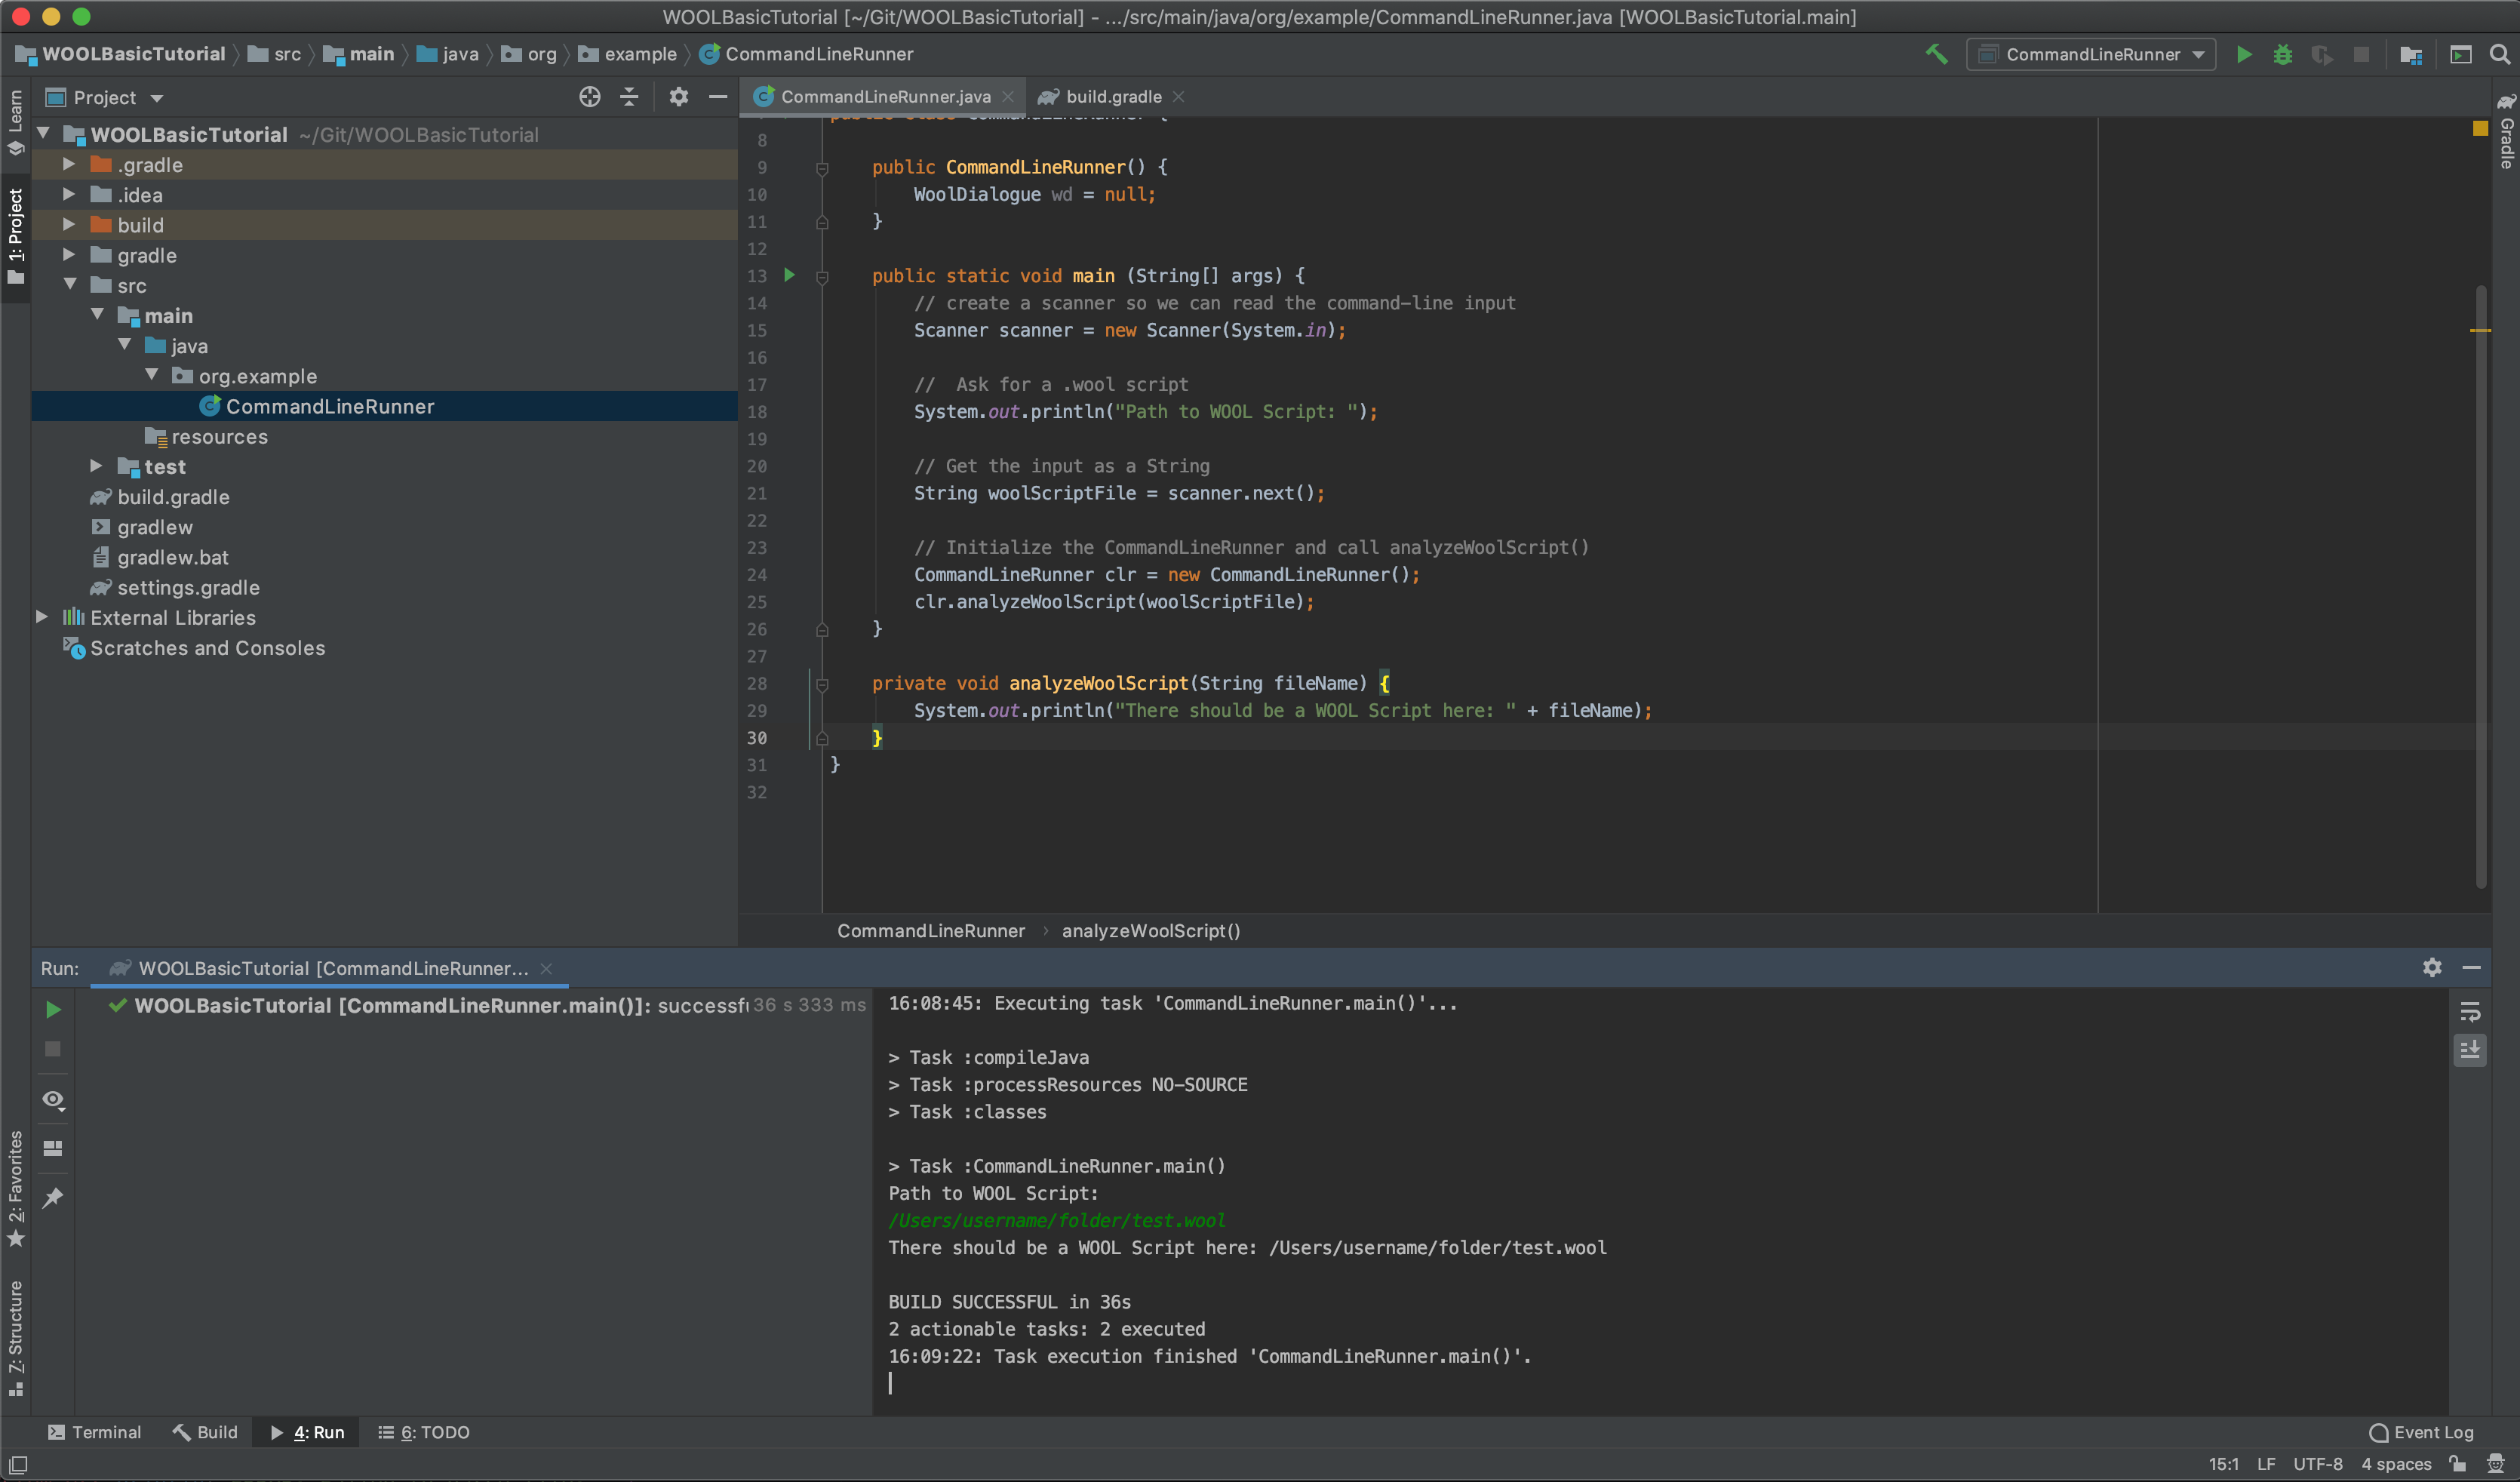 WOOLBasicTutorial [~/Git/WOOLBasicTutorial] - .../src/main/java/org/example/CommandLineRunner.java [WOOLBasicTutorial.main]
WOOLBasicTutorial src main java org example CommandLineRunner
CommandLineRunner
Learn
1: Project
2: Favorites
Z: Structure
Project
WOOLBasicTutorial ~/Git/WOOLBasicTutorial
.gradle
.idea
build
gradle
src
main
java
org.example
CommandLineRunner
resources
test
build.gradle
gradlew
gradlew.bat
settings.gradle
External Libraries
Scratches and Consoles
CommandLineRunner.java build.gradle
Gradle
public class CommandLineRunner {
8
9 public CommandLineRunner() {
10 WoolDialogue wd = null;
11 }
12
13 public static void main (String[] args) {
14 // create a scanner so we can read the command-line input
15 Scanner scanner = new Scanner(System.in);
16
17 //  Ask for a .wool script
18 System.out.println("Path to WOOL Script: ");
19
20 // Get the input as a String
21 String woolScriptFile = scanner.next();
22
23 // Initialize the CommandLineRunner and call analyzeWoolScript()
24 CommandLineRunner clr = new CommandLineRunner();
25 clr.analyzeWoolScript(woolScriptFile);
26 }
27
28 private void analyzeWoolScript(String fileName) {
29 System.out.println("There should be a WOOL Script here: " + fileName);
30 }
31 }
32
CommandLineRunner › analyzeWoolScript()
Run: WOOLBasicTutorial [CommandLineRunner...
WOOLBasicTutorial [CommandLineRunner.main()]: successfu 36 s 333 ms
16:08:45: Executing task 'CommandLineRunner.main()'...
> Task :compileJava
> Task :processResources NO-SOURCE
> Task :classes
> Task :CommandLineRunner.main()
Path to WOOL Script:
/Users/username/folder/test.wool
There should be a WOOL Script here: /Users/username/folder/test.wool
BUILD SUCCESSFUL in 36s
2 actionable tasks: 2 executed
16:09:22: Task execution finished 'CommandLineRunner.main()'.
Terminal Build 4: Run 6: TODO Event Log
15:1 LF UTF-8 4 spaces